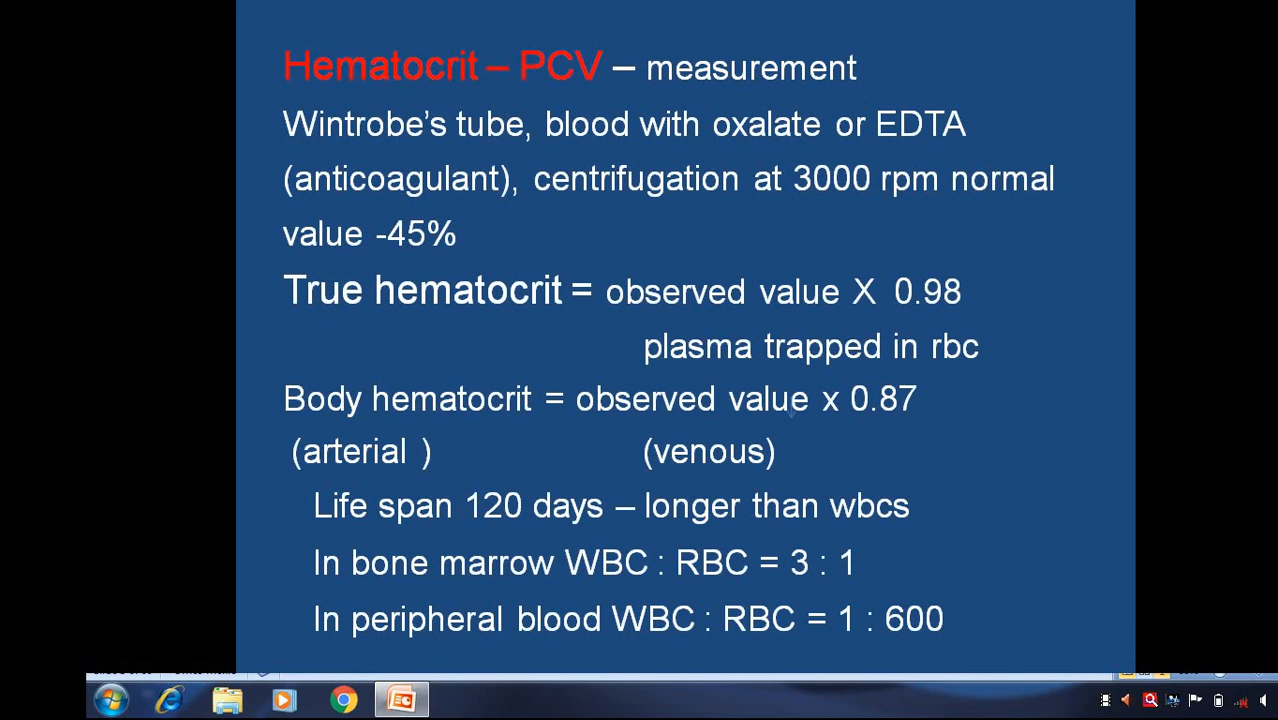 Hematocrit – PCV – measurement
Wintrobe's tube, blood with oxalate or EDTA
(anticoagulant), centrifugation at 3000 rpm normal
value -45%
True hematocrit = observed value X 0.98
plasma trapped in rbc
Body hematocrit = observed value x 0.87
(arterial ) (venous)
Life span 120 days – longer than wbcs
In bone marrow WBC : RBC = 3 : 1
In peripheral blood WBC : RBC = 1 : 600